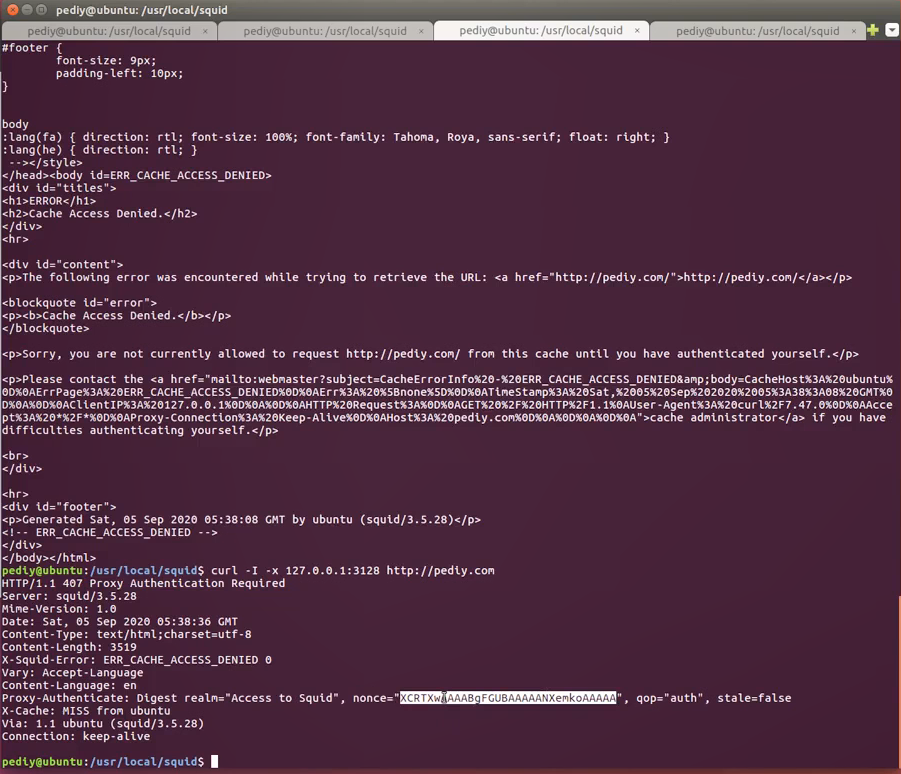 pediy@ubuntu: /usr/local/squid
pediy@ubuntu: /usr/local/squid × pediy@ubuntu: /usr/local/squid × pediy@ubuntu: /usr/local/squid × pediy@ubuntu: /usr/local/squid ×
#footer {
        font-size: 9px;
        padding-left: 10px;
}
body
:lang(fa) { direction: rtl; font-size: 100%; font-family: Tahoma, Roya, sans-serif; float: right; }
:lang(he) { direction: rtl; }
 --></style>
</head><body id=ERR_CACHE_ACCESS_DENIED>
<div id="titles">
<h1>ERROR</h1>
<h2>Cache Access Denied.</h2>
</div>
<hr>
<div id="content">
<p>The following error was encountered while trying to retrieve the URL: <a href="http://pediy.com/">http://pediy.com/</a></p>
<blockquote id="error">
<p><b>Cache Access Denied.</b></p>
</blockquote>
<p>Sorry, you are not currently allowed to request http://pediy.com/ from this cache until you have authenticated yourself.</p>
<p>Please contact the <a href="mailto:webmaster?subject=CacheErrorInfo%20-%20ERR_CACHE_ACCESS_DENIED&amp;body=CacheHost%3A%20ubuntu%
0D%0AErrPage%3A%20ERR_CACHE_ACCESS_DENIED%0D%0AErr%3A%20%5Bnone%5D%0D%0ATimeStamp%3A%20Sat,%2005%20Sep%202020%2005%3A38%3A08%20GMT%0
D%0A%0D%0AClientIP%3A%20127.0.0.1%0D%0A%0D%0AHTTP%20Request%3A%0D%0AGET%20%2F%20HTTP%2F1.1%0AUser-Agent%3A%20curl%2F7.47.0%0D%0AAcce
pt%3A%20*%2F*%0D%0AProxy-Connection%3A%20Keep-Alive%0D%0AHost%3A%20pediy.com%0D%0A%0D%0A%0D%0A">cache administrator</a> if you have
difficulties authenticating yourself.</p>
<br>
</div>
<hr>
<div id="footer">
<p>Generated Sat, 05 Sep 2020 05:38:08 GMT by ubuntu (squid/3.5.28)</p>
<!-- ERR_CACHE_ACCESS_DENIED -->
</div>
</body></html>
pediy@ubuntu:/usr/local/squid$ curl -I -x 127.0.0.1:3128 http://pediy.com
HTTP/1.1 407 Proxy Authentication Required
Server: squid/3.5.28
Mime-Version: 1.0
Date: Sat, 05 Sep 2020 05:38:36 GMT
Content-Type: text/html;charset=utf-8
Content-Length: 3519
X-Squid-Error: ERR_CACHE_ACCESS_DENIED 0
Vary: Accept-Language
Content-Language: en
Proxy-Authenticate: Digest realm="Access to Squid", nonce="XCRTXwAAAABgFGUBAAAAANXemkoAAAAA", qop="auth", stale=false
X-Cache: MISS from ubuntu
Via: 1.1 ubuntu (squid/3.5.28)
Connection: keep-alive
pediy@ubuntu:/usr/local/squid$